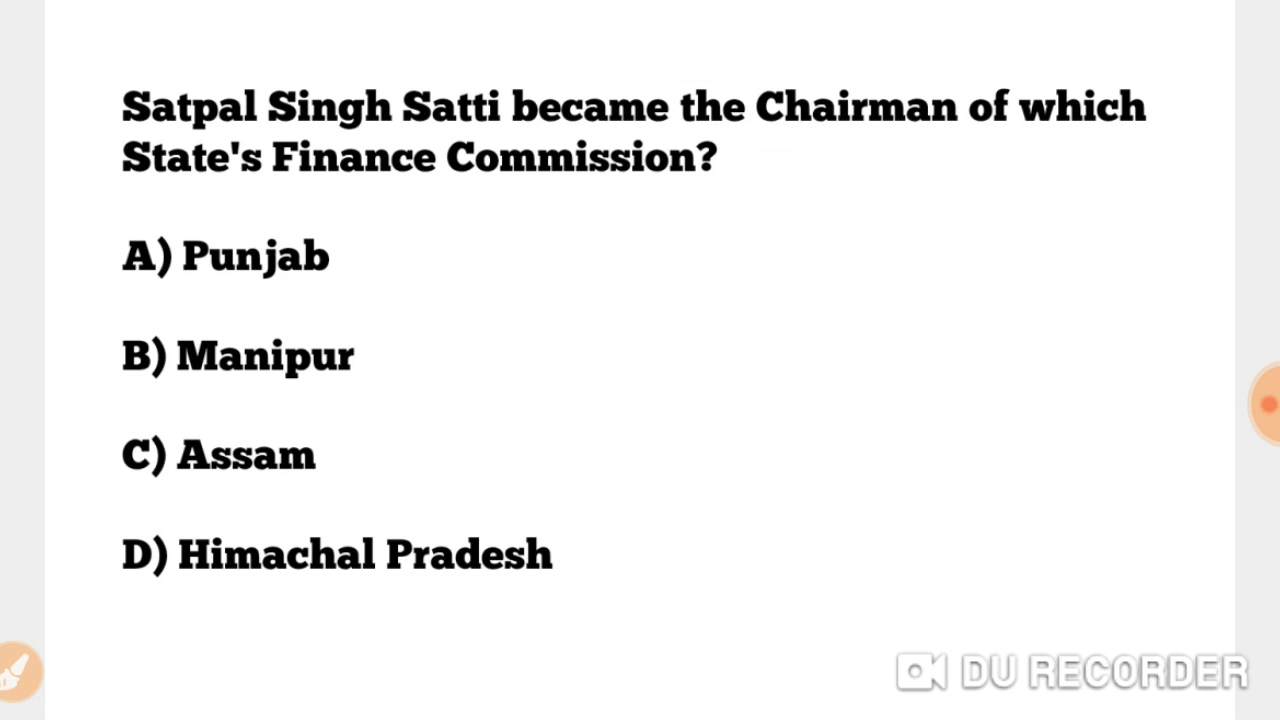 Satpal Singh Satti became the Chairman of which
State's Finance Commission?
A) Punjab
B) Manipur
C) Assam
D) Himachal Pradesh
DU RECORDER